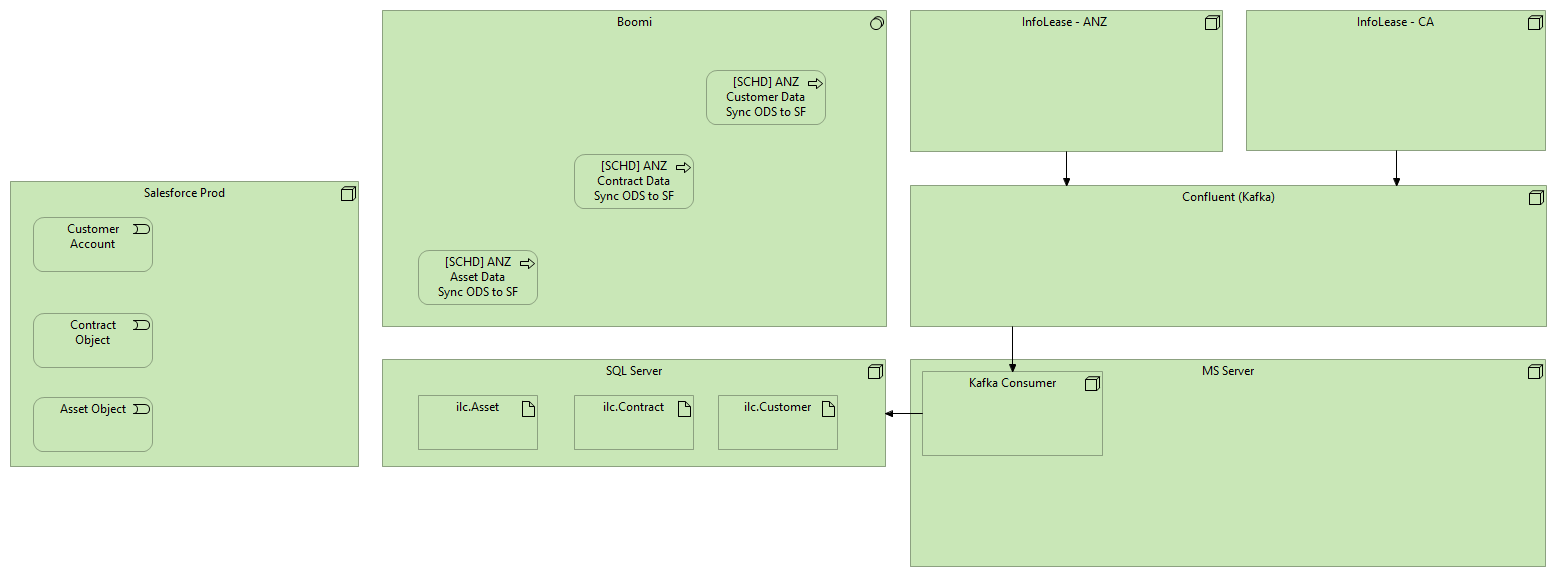 Boomi
InfoLease - ANZ
InfoLease - CA
[SCHD] ANZ
Customer Data
Sync ODS to SF
[SCHD] ANZ
Contract Data
Sync ODS to SF
[SCHD] ANZ
Asset Data
Sync ODS to SF
Salesforce Prod
Customer
Account
Contract
Object
Asset Object
Confluent (Kafka)
SQL Server
ilc.Asset
ilc.Contract
ilc.Customer
MS Server
Kafka Consumer